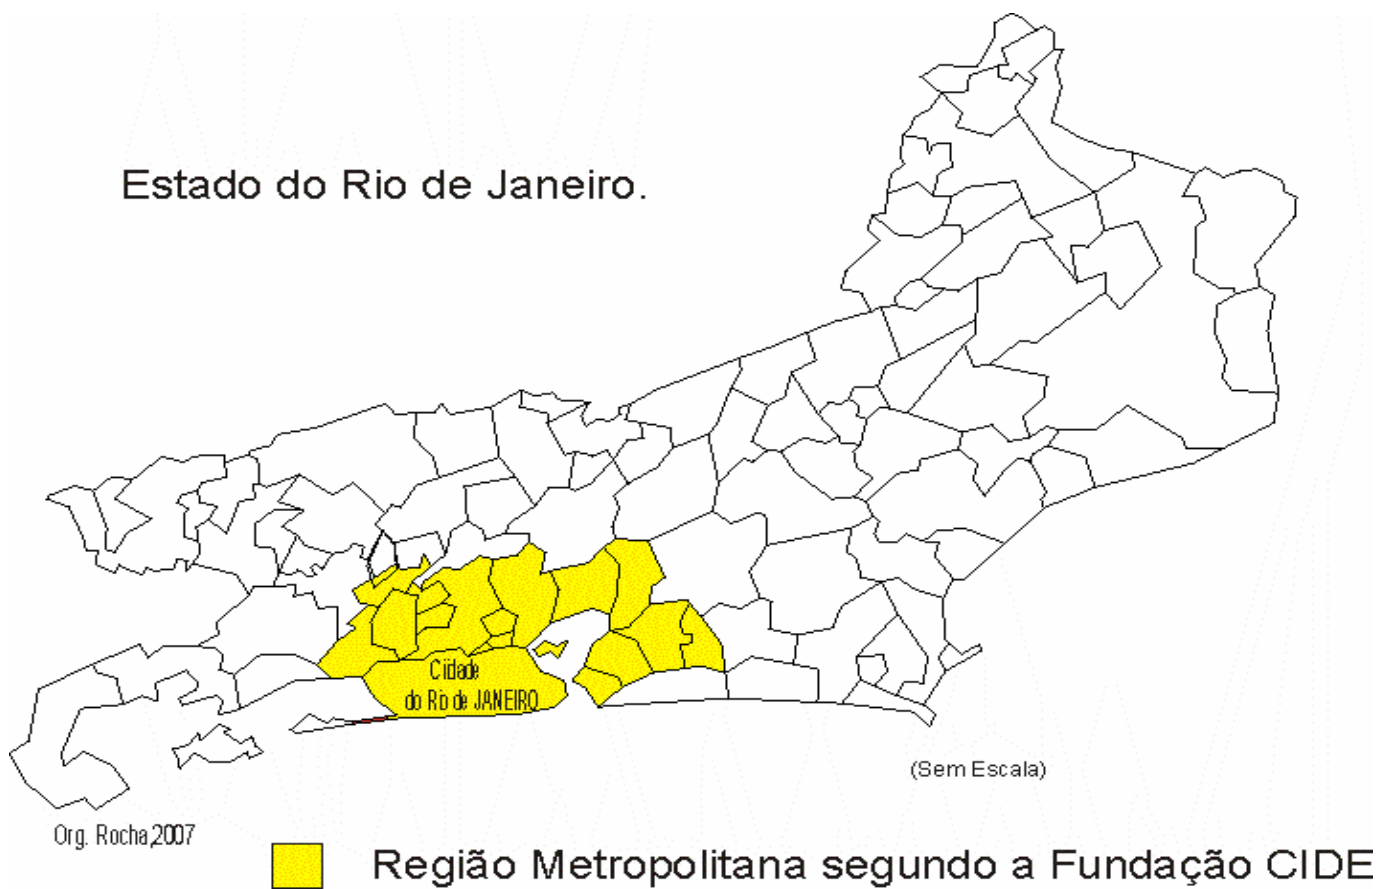 Estado do Rio de Janeiro.
Ciidade
do Rio de JANEIRO
(Sem Escala)
Org. Rocha,2007
Região Metropolitana segundo a Fundação CIDE